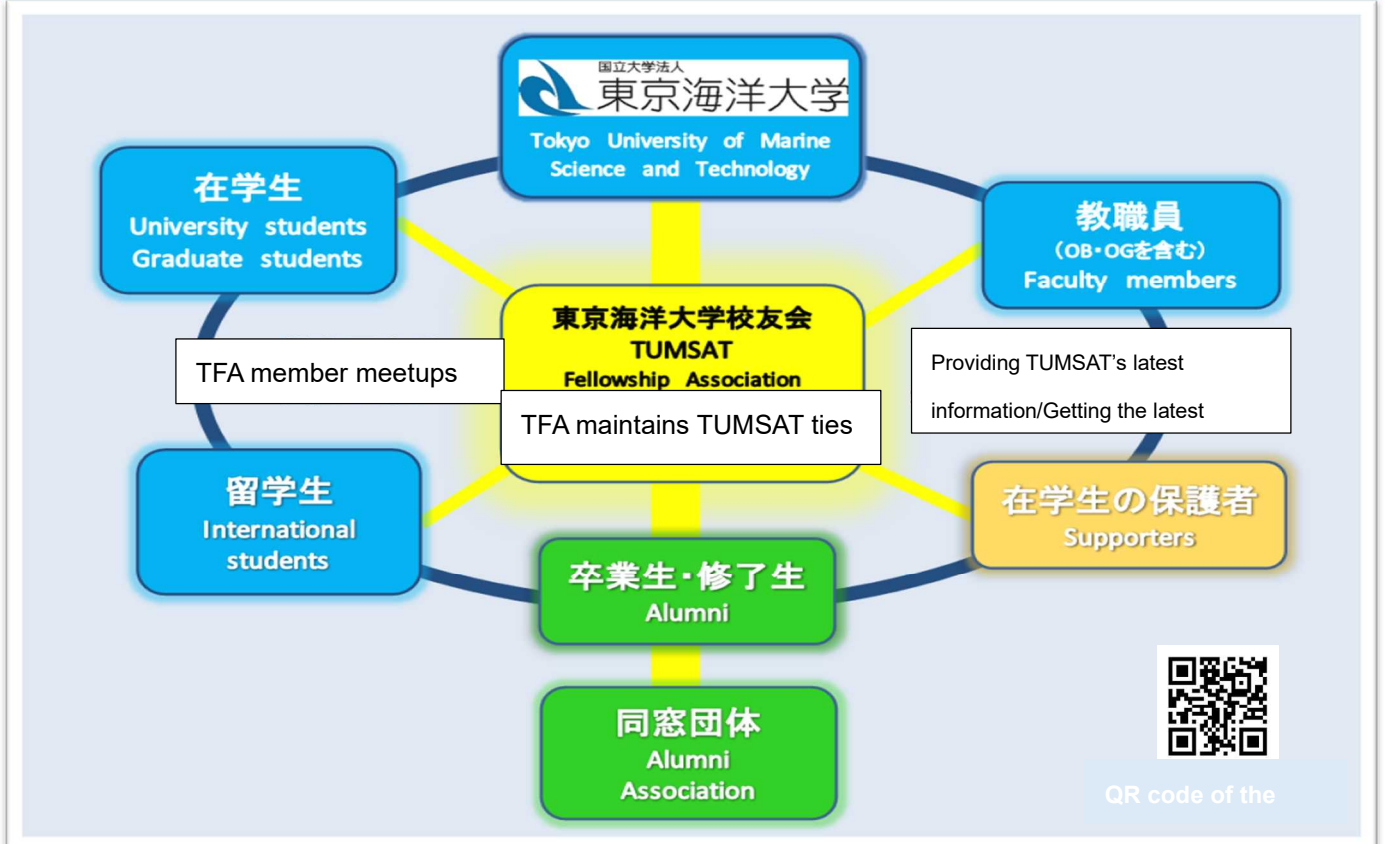 国立大学法人
東京海洋大学
Tokyo University of Marine
Science and Technology
在学生
University students
Graduate students
教職員
(OB・OGを含む)
Faculty members
東京海洋大学校友会
TUMSAT
Fellowship Association
TFA member meetups
TFA maintains TUMSAT ties
Providing TUMSAT’s latest
information/Getting the latest
留学生
International
students
在学生の保護者
Supporters
卒業生・修了生
Alumni
同窓団体
Alumni
Association
QR code of the